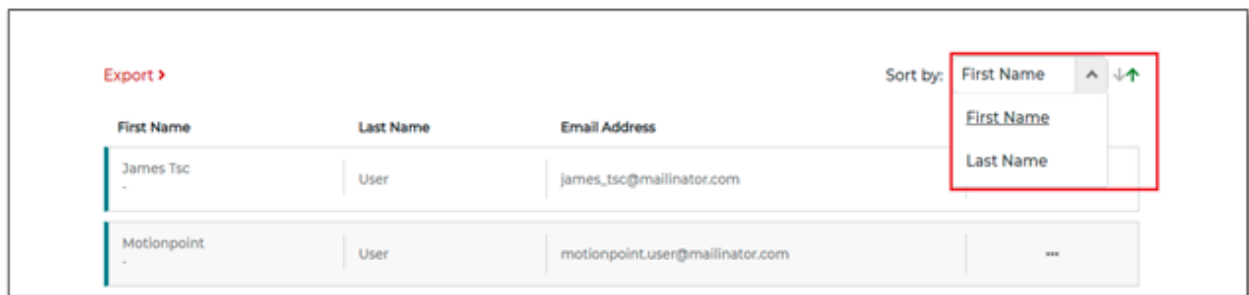 Export >
Sort by: First Name
First Name
Last Name
First Name Last Name Email Address
James Tsc
-
User james_tsc@mailinator.com
Motionpoint
-
User motionpoint.user@mailinator.com ...